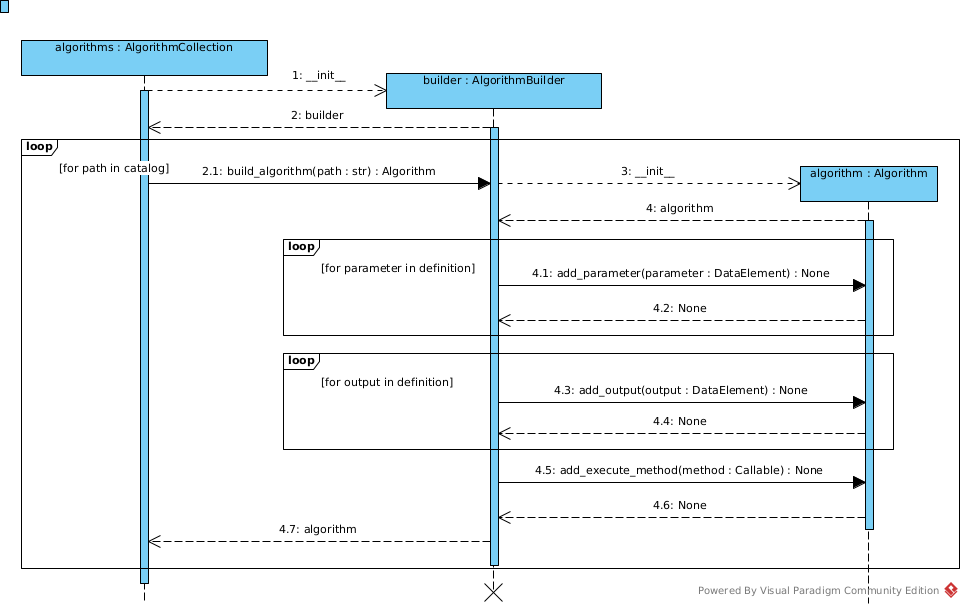 algorithms : AlgorithmCollection
1: __init__
builder : AlgorithmBuilder
2: builder
loop
[for path in catalog]
2.1: build_algorithm(path : str) : Algorithm
3: __init__
algorithm : Algorithm
4: algorithm
loop
[for parameter in definition]
4.1: add_parameter(parameter : DataElement) : None
4.2: None
loop
[for output in definition]
4.3: add_output(output : DataElement) : None
4.4: None
4.5: add_execute_method(method : Callable) : None
4.6: None
4.7: algorithm
Powered By Visual Paradigm Community Edition